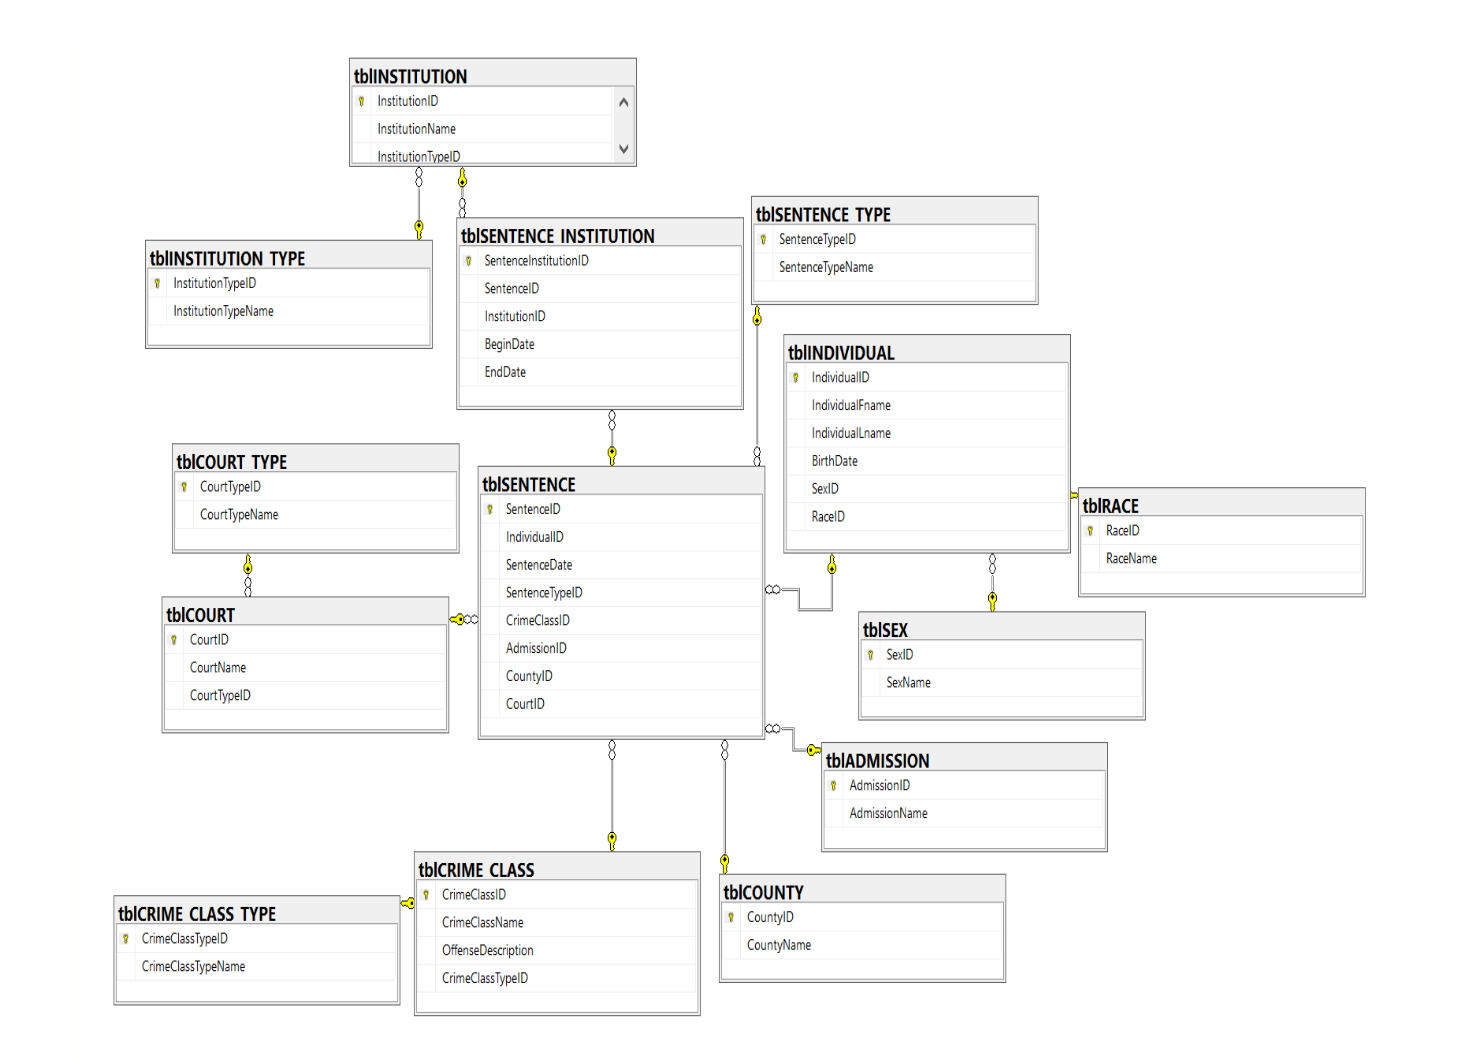 tblINSTITUTION
InstitutionID
InstitutionName
InstitutionTypeID
tblINSTITUTION_TYPE
InstitutionTypeID
InstitutionTypeName
tblSENTENCE_INSTITUTION
SentenceInstitutionID
SentenceID
InstitutionID
BeginDate
EndDate
tblSENTENCE_TYPE
SentenceTypeID
SentenceTypeName
tblINDIVIDUAL
IndividualID
IndividualFname
IndividualLname
BirthDate
SexID
RaceID
tblRACE
RaceID
RaceName
tblCOURT_TYPE
CourtTypeID
CourtTypeName
tblSENTENCE
SentenceID
IndividualID
SentenceDate
SentenceTypeID
CrimeClassID
AdmissionID
CountyID
CourtID
tblCOURT
CourtID
CourtName
CourtTypeID
tblSEX
SexID
SexName
tblADMISSION
AdmissionID
AdmissionName
tblCRIME_CLASS
CrimeClassID
CrimeClassName
OffenseDescription
CrimeClassTypeID
tblCRIME_CLASS_TYPE
CrimeClassTypeID
CrimeClassTypeName
tblCOUNTY
CountyID
CountyName